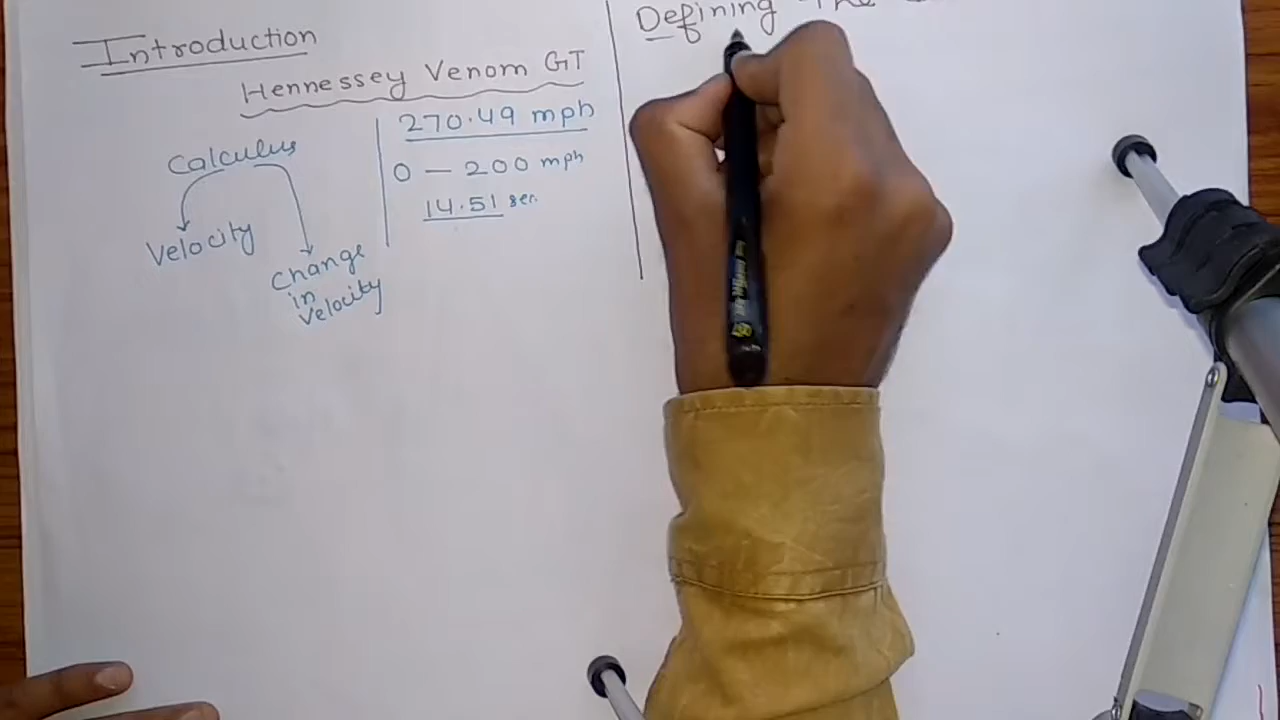 Introduction
Hennessey Venom GT
270.49 mph
0 — 200 mph
14.51 sec.
Calculus
Velocity
Change
in
Velocity
Defining The